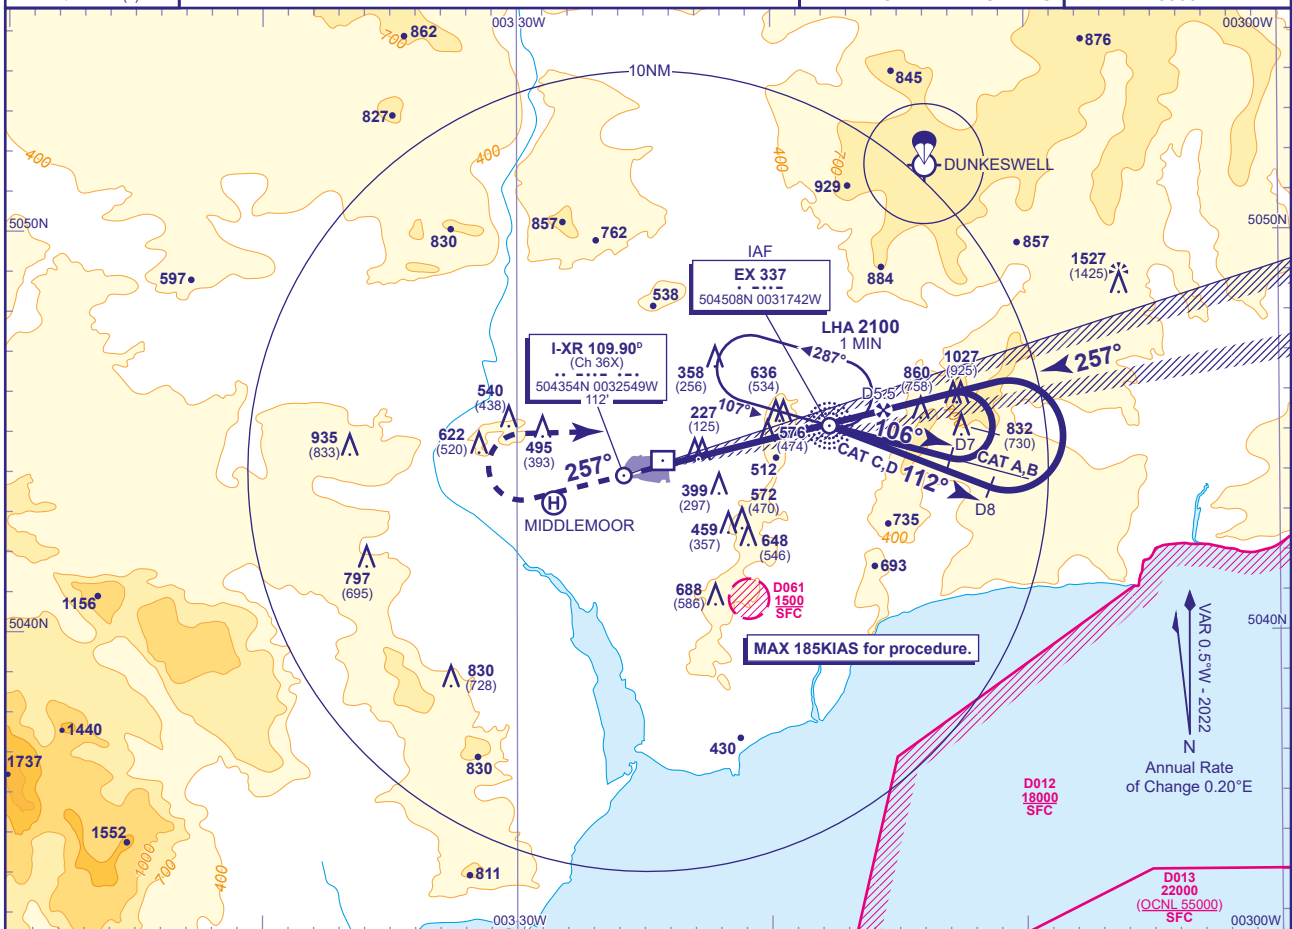 003 30W
00300W
862
700
876
10NM
845
827
400
400
400
700
DUNKESWELL
929
5050N
857
762
830
5050N
857
597
IAF
EX 337
504508N 0031742W
884
1527
(1425)
538
LHA 2100
1 MIN
287°
I-XR 109.90ᴰ
(Ch 36X)
504354N 0032549W
112'
358
(256)
636
(534)
1027
(925)
860
(758)
257°
D5.5
540
(438)
107°
227
(125)
935
(833)
622
(520)
495
(393)
257°
576
(474)
106°
D7
832
(730)
CAT A,B
CAT C,D
112°
D8
512
399
(297)
572
(470)
MIDDLEMOOR
H
459
(357)
648
(546)
735
400
797
(695)
693
688
(586)
D061
1500
SFC
1156
5040N
5040N
MAX 185KIAS for procedure.
VAR 0.5°W - 2022
N
Annual Rate
of Change 0.20°E
830
(728)
1440
430
1737
830
D012
18000
SFC
1552
1000
700
400
811
D013
22000
(OCNL 55000)
SFC
003 30W
00300W